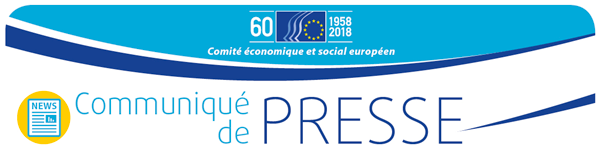 60 1958
2018
Comité économique et social européen
NEWS
Communiqué
de PRESSE